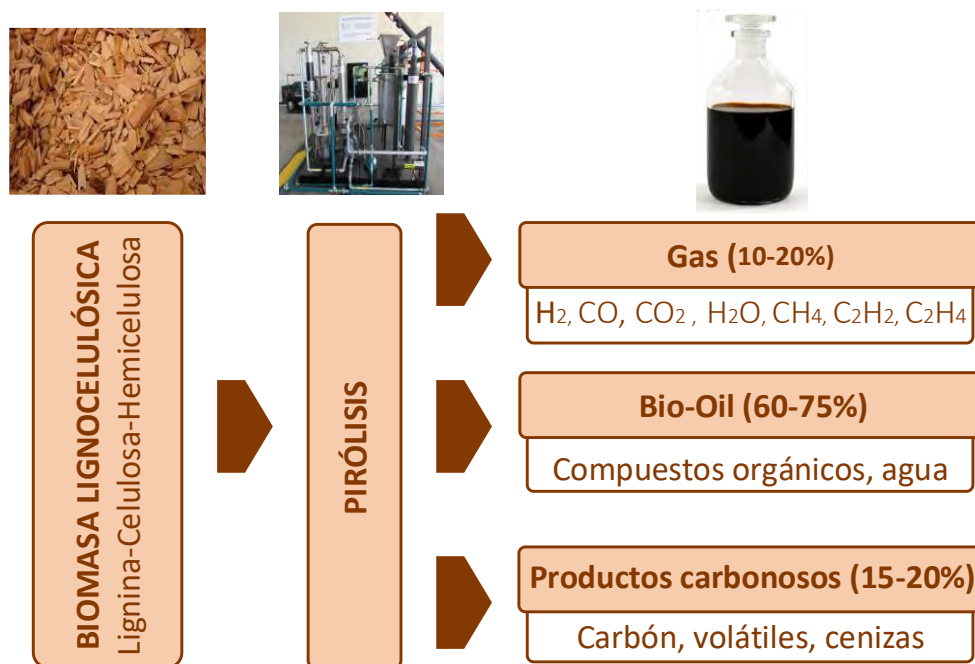 BIOMASA LIGNOCELULÓSICA
Lignina-Celulosa-Hemicelulosa
PIRÓLISIS
Gas (10-20%)
H2, CO, CO2 , H2O, CH4, C2H2, C2H4
Bio-Oil (60-75%)
Compuestos orgánicos, agua
Productos carbonosos (15-20%)
Carbón, volátiles, cenizas